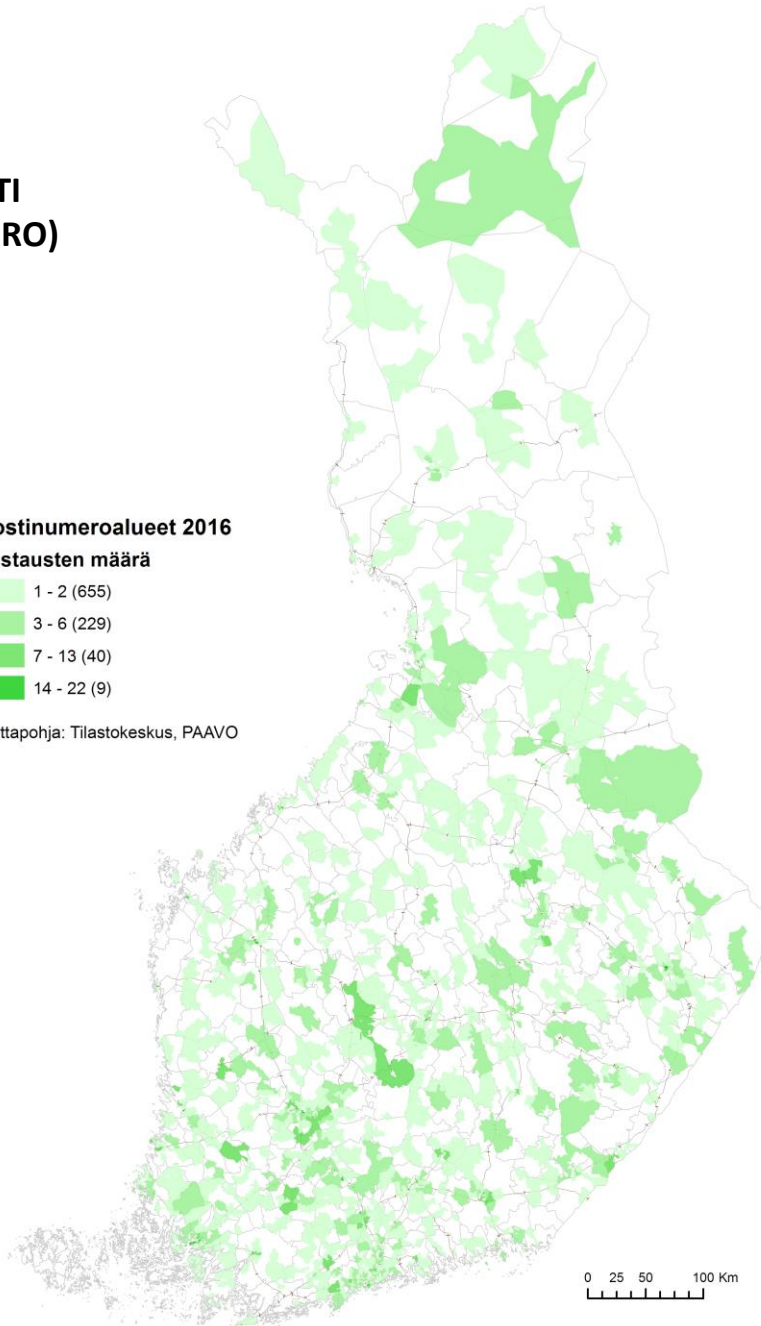 TI
RO)
ostinumeroalueet 2016
stausten määrä
1 - 2 (655)
3 - 6 (229)
7 - 13 (40)
14 - 22 (9)
ttapohja: Tilastokeskus, PAAVO
0 25 50 100 Km